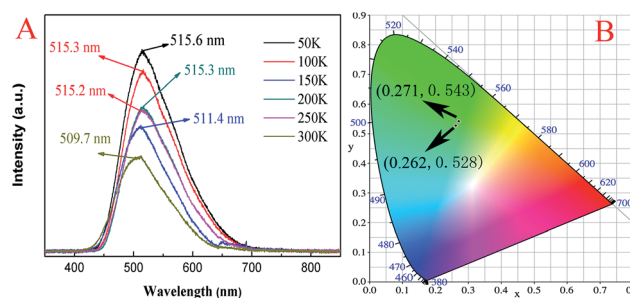 A
515.6 nm
515.3 nm
515.3 nm
515.2 nm
511.4 nm
509.7 nm
50K
100K
150K
200K
250K
300K
Intensity (a.u.)
400
500
600
700
800
Wavelength (nm)
B
0.9
0.8
0.7
0.6
500
0.5
y
0.4
0.3
0.2
0.1
0.0
0.0
0.1
0.2
0.3
0.4
0.5
0.6
0.7
x
520
540
560
580
600
620
700
490
480
470
460
380
(0.271, 0.543)
(0.262, 0.528)